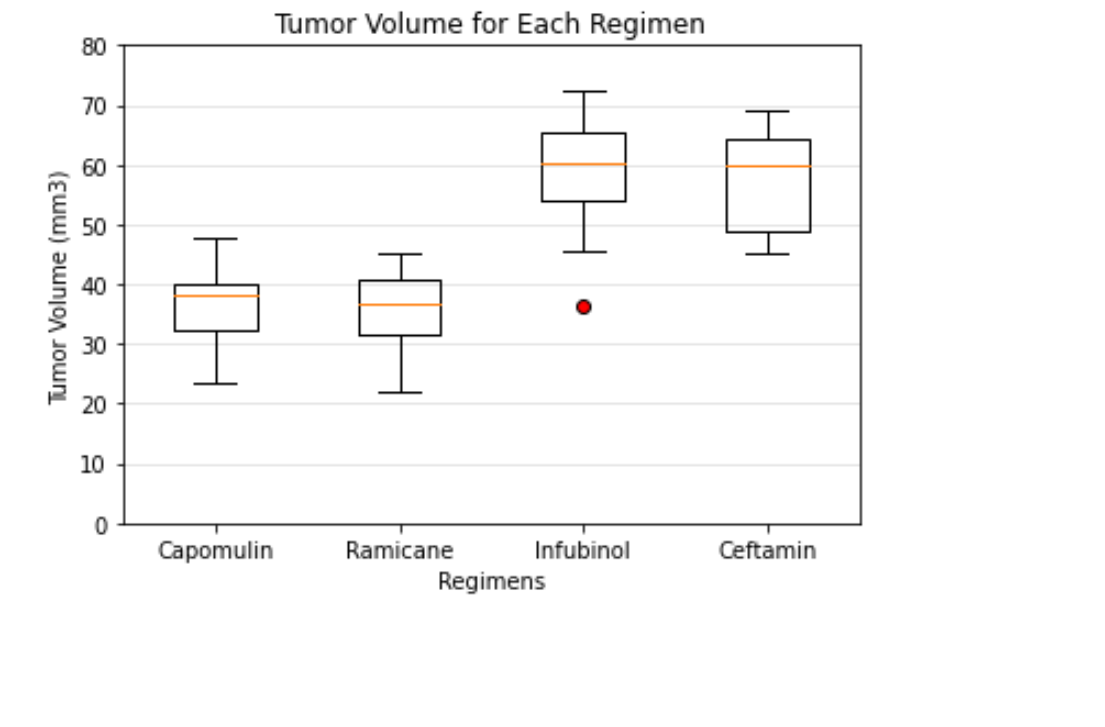 Tumor Volume for Each Regimen
80
70
60
50
40
30
20
10
0
Tumor Volume (mm3)
Capomulin Ramicane Infubinol Ceftamin
Regimens